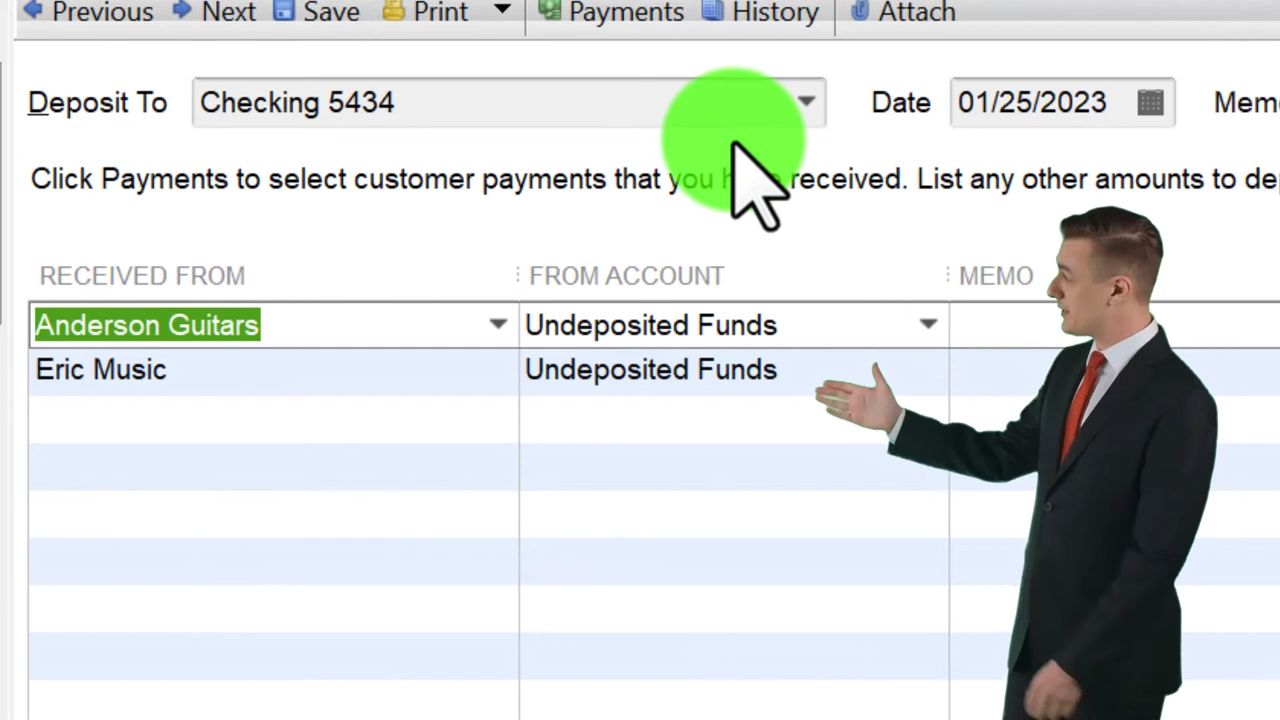 Previous Next Save Print Payments History Attach
Deposit To Checking 5434 Date 01/25/2023
Click Payments to select customer payments that received. List any other amounts to
RECEIVED FROM FROM ACCOUNT MEMO
Anderson Guitars Undeposited Funds
Eric Music Undeposited Funds